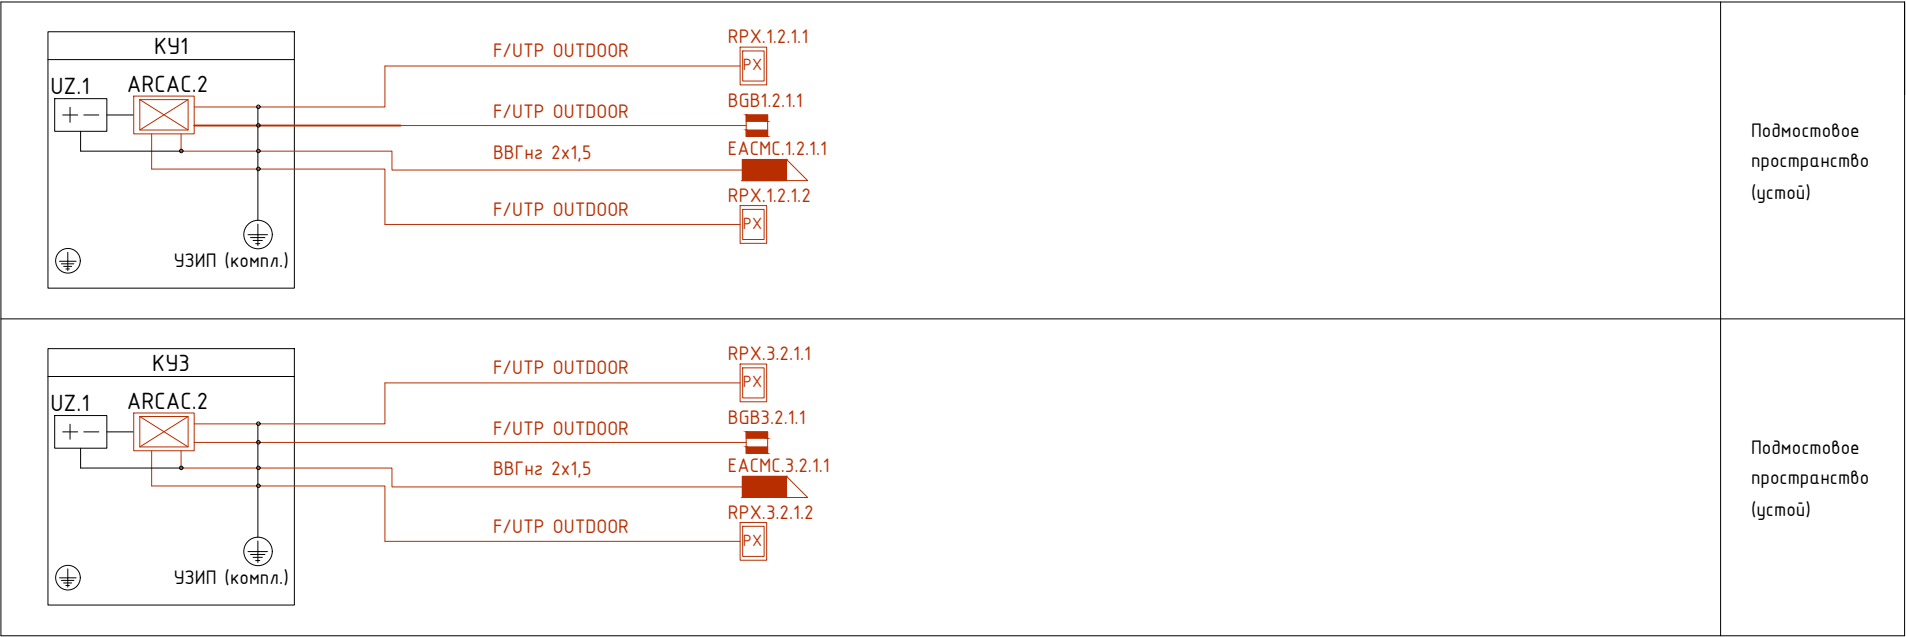 КУ1
UZ.1
ARCAC.2
УЗИП (компл.)
F/UTP OUTDOOR
RPX.1.2.1.1
PX
F/UTP OUTDOOR
BGB1.2.1.1
ВВГнг 2х1,5
EACMC.1.2.1.1
F/UTP OUTDOOR
RPX.1.2.1.2
PX
Подмостовое
пространство
(устой)
КУ3
UZ.1
ARCAC.2
УЗИП (компл.)
F/UTP OUTDOOR
RPX.3.2.1.1
PX
F/UTP OUTDOOR
BGB3.2.1.1
ВВГнг 2х1,5
EACMC.3.2.1.1
F/UTP OUTDOOR
RPX.3.2.1.2
PX
Подмостовое
пространство
(устой)